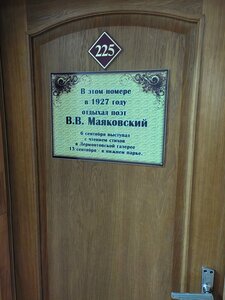 225
В этом номере
в 1927 году
отдыхал поэт
В.В. Маяковский
6 сентября выступал
с чтением стихов
в Лермонтовской галерее
13 сентября - в нижнем парке.